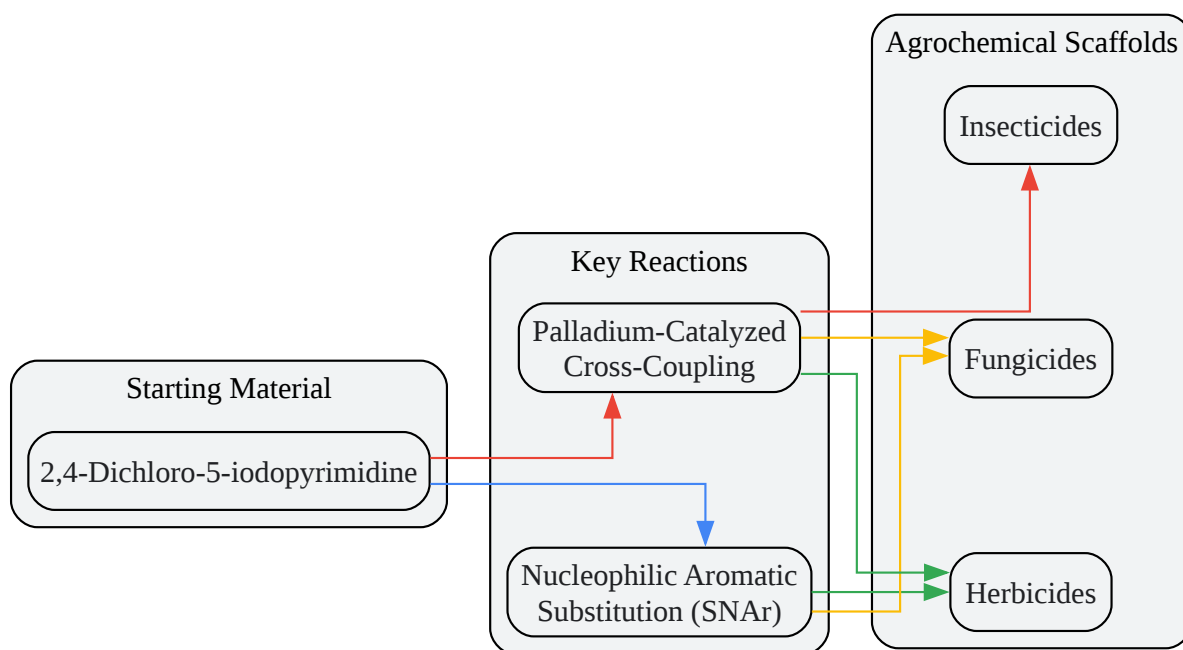 Starting Material
2,4-Dichloro-5-iodopyrimidine
Key Reactions
Palladium-Catalyzed
Cross-Coupling
Nucleophilic Aromatic
Substitution (SNAr)
Agrochemical Scaffolds
Insecticides
Fungicides
Herbicides